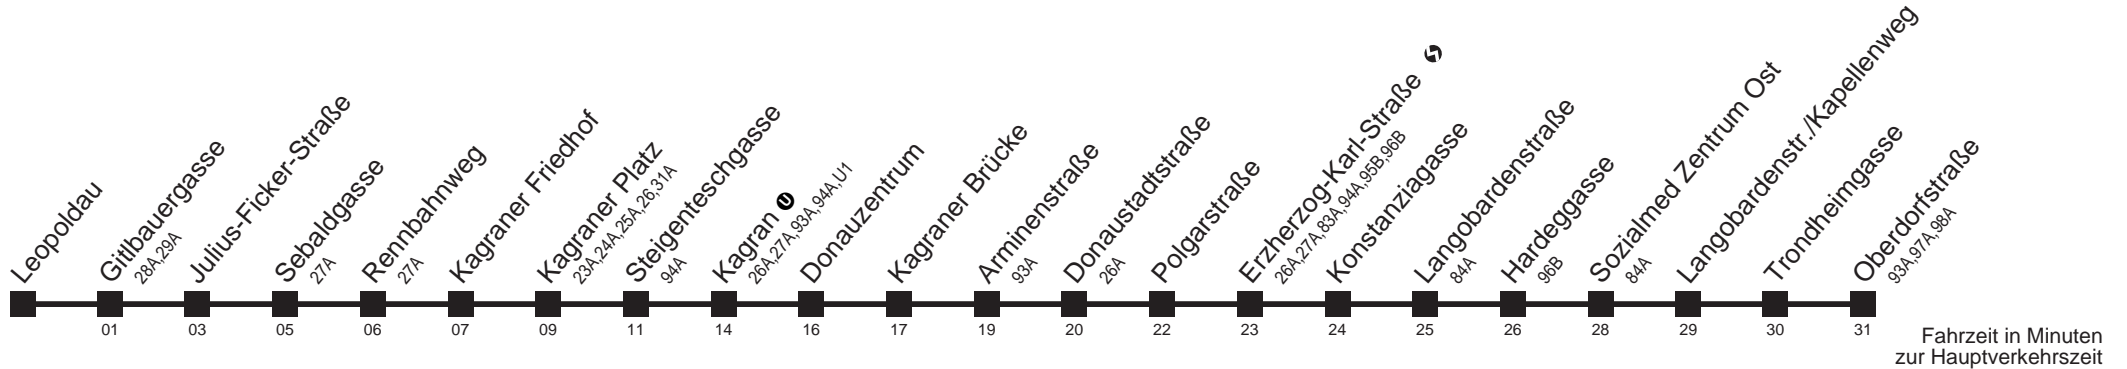 Leopoldau
Gitlbauergasse
28A,29A
Julius-Ficker-Straße
Sebaldgasse
27A
Rennbahnweg
27A
Kagraner Friedhof
Kagraner Platz
23A,24A,25A,26,31A
Steigenteschgasse
94A
Kagran U
26A,27A,93A,94A,U1
Donauzentrum
Kagraner Brücke
Arminenstraße
93A
Donaustadtstraße
26A
Polgarstraße
Erzherzog-Karl-Straße
26A,27A,83A,94A,95B,96B
Konstanziagasse
Langobardenstraße
84A
Hardeggasse
96B
Sozialmed Zentrum Ost
84A
Langobardenstr./Kapellenweg
Trondheimgasse
Oberdorfstraße
93A,97A,98A
01 03 05 06 07 09 11 14 16 17 19 20 22 23 24 25 26 28 29 30 31
Fahrzeit in Minuten
zur Hauptverkehrszeit